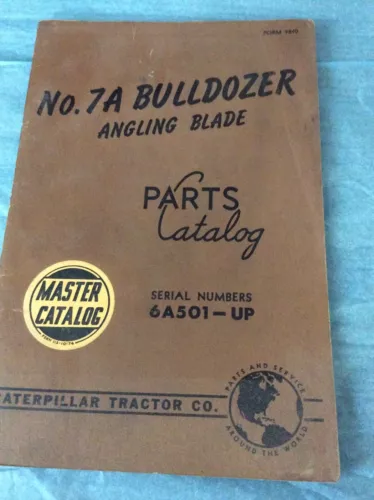 No. 7A BULLDOZER
ANGLING BLADE
PARTS
Catalog
MASTER
CATALOG
SERIAL NUMBERS
6A501-UP
CATERPILLAR TRACTOR CO.
PARTS AND SERVICE
AROUND THE WORLD